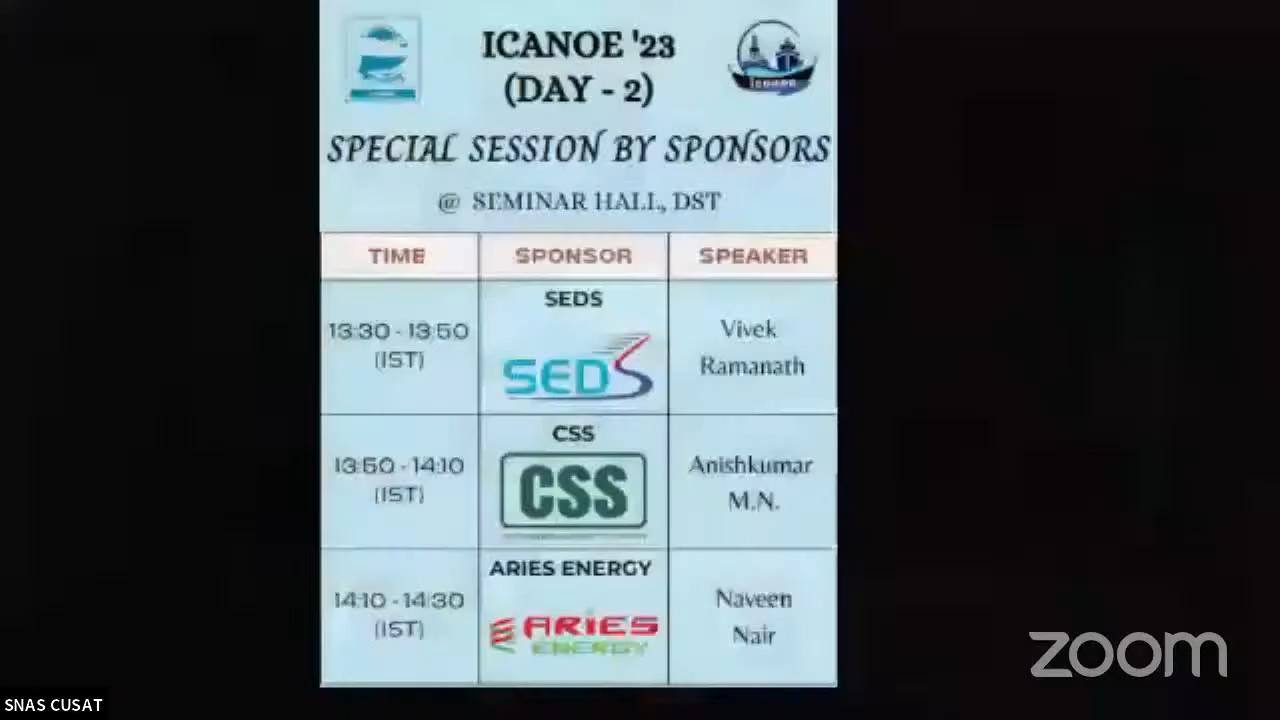 ICANOE '23
(DAY - 2)
SPECIAL SESSION BY SPONSORS
@ SEMINAR HALL, DST
TIME SPONSOR SPEAKER
SEDS
13:30 - 13:50
(IST)
SEDS
Vivek
Ramanath
CSS
13:50 - 14:10
(IST)
CSS
Anishkumar
M.N.
ARIES ENERGY
14:10 - 14:30
(IST)
ARIES
ENERGY
Naveen
Nair
zoom
SNAS CUSAT